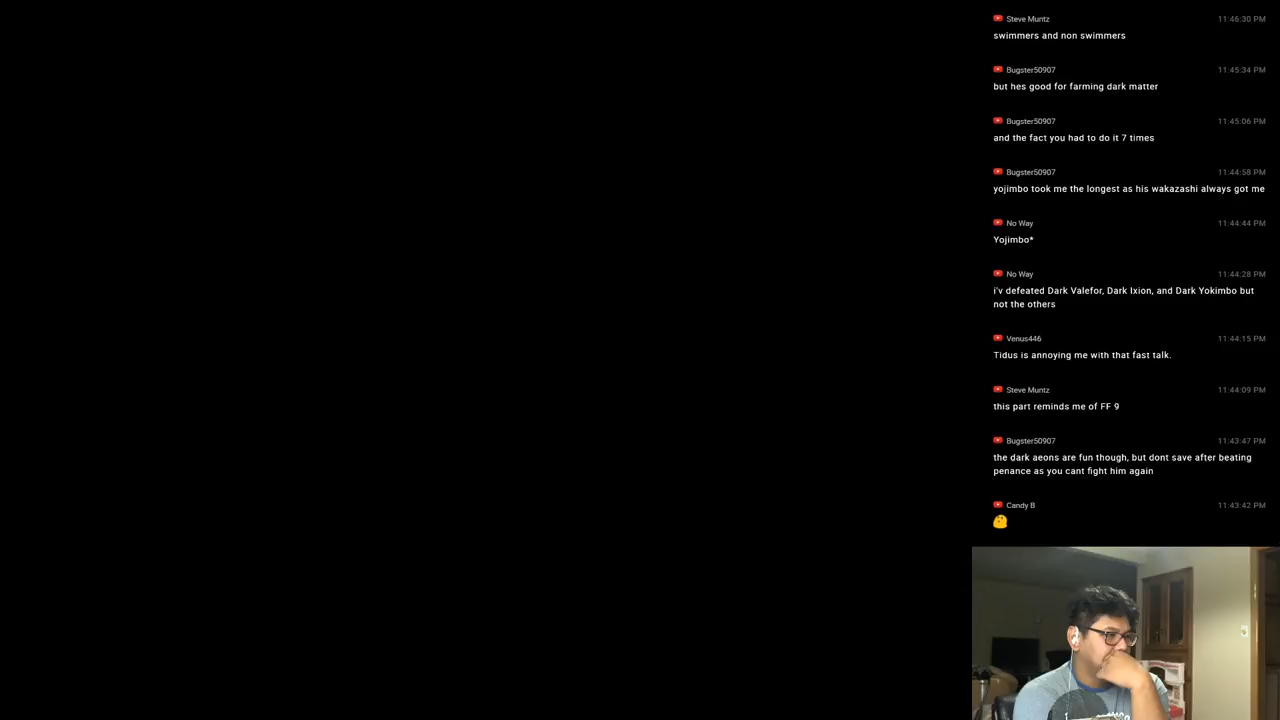 Steve Muntz 11:46:30 PM
swimmers and non swimmers
Bugster50907 11:45:34 PM
but hes good for farming dark matter
Bugster50907 11:45:06 PM
and the fact you had to do it 7 times
Bugster50907 11:44:58 PM
yojimbo took me the longest as his wakazashi always got me
No Way 11:44:44 PM
Yojimbo*
No Way 11:44:28 PM
i'v defeated Dark Valefor, Dark Ixion, and Dark Yokimbo but
not the others
Venus446 11:44:15 PM
Tidus is annoying me with that fast talk.
Steve Muntz 11:44:09 PM
this part reminds me of FF 9
Bugster50907 11:43:47 PM
the dark aeons are fun though, but dont save after beating
penance as you cant fight him again
Candy B 11:43:42 PM